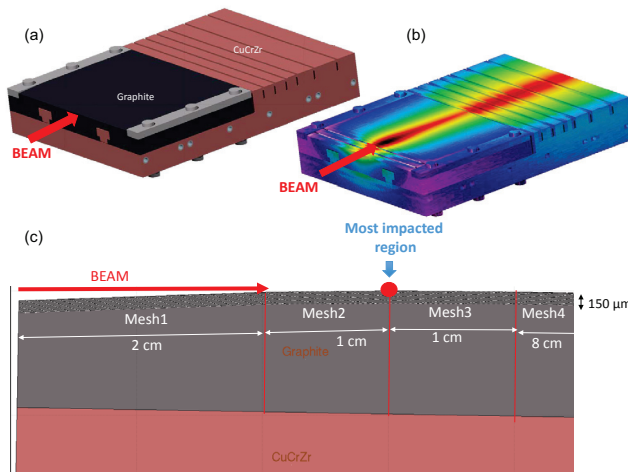 (a)
CuCrZr
Graphite
BEAM
(b)
BEAM
(c)
Most impacted
region
BEAM
150 µm
Mesh1
Mesh2
Mesh3
Mesh4
2 cm
1 cm
1 cm
8 cm
Graphite
CuCrZr